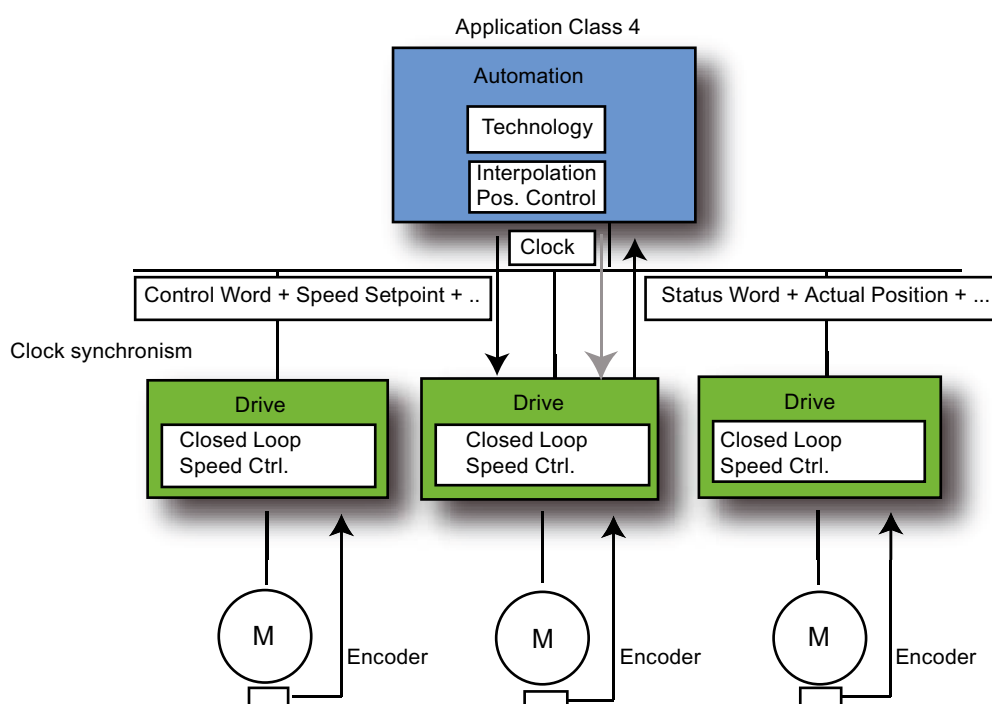 Application Class 4
Automation
Technology
Interpolation
Pos. Control
Clock
Control Word + Speed Setpoint + ..
Status Word + Actual Position + ...
Clock synchronism
Drive
Closed Loop
Speed Ctrl.
Drive
Closed Loop
Speed Ctrl.
Drive
Closed Loop
Speed Ctrl.
M
Encoder
M
Encoder
M
Encoder